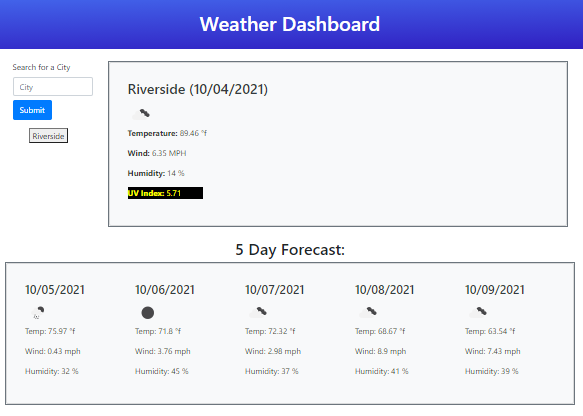 Weather Dashboard
Search for a City
City
Submit
Riverside
Riverside (10/04/2021)
Temperature: 89.46 °f
Wind: 6.35 MPH
Humidity: 14 %
UV Index: 5.71
5 Day Forecast:
10/05/2021
Temp: 75.97 °f
Wind: 0.43 mph
Humidity: 32 %
10/06/2021
Temp: 71.8 °f
Wind: 3.76 mph
Humidity: 45 %
10/07/2021
Temp: 72.32 °f
Wind: 2.98 mph
Humidity: 37 %
10/08/2021
Temp: 68.67 °f
Wind: 8.9 mph
Humidity: 41 %
10/09/2021
Temp: 63.54 °f
Wind: 7.43 mph
Humidity: 39 %